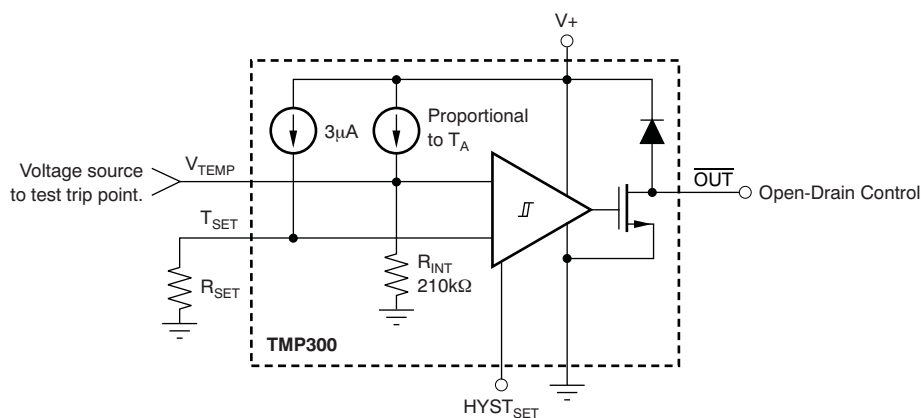 V+
3μA
Proportional
to T_A
Voltage source
to test trip point.
V_TEMP
T_SET
R_SET
R_INT
210kΩ
OUT
Open-Drain Control
TMP300
HYST_SET